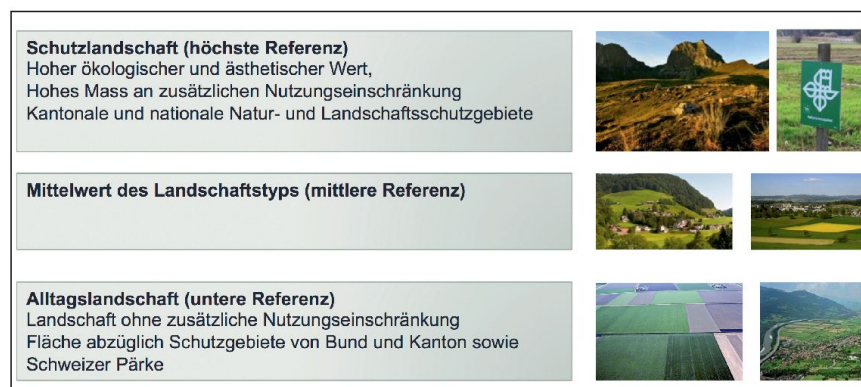 Schutzlandschaft (höchste Referenz)
Hoher ökologischer und ästhetischer Wert,
Hohes Mass an zusätzlichen Nutzungseinschränkung
Kantonale und nationale Natur- und Landschaftsschutzgebiete
Mittelwert des Landschaftstyps (mittlere Referenz)
Alltagslandschaft (untere Referenz)
Landschaft ohne zusätzliche Nutzungseinschränkung
Fläche abzüglich Schutzgebiete von Bund und Kanton sowie
Schweizer Pärke